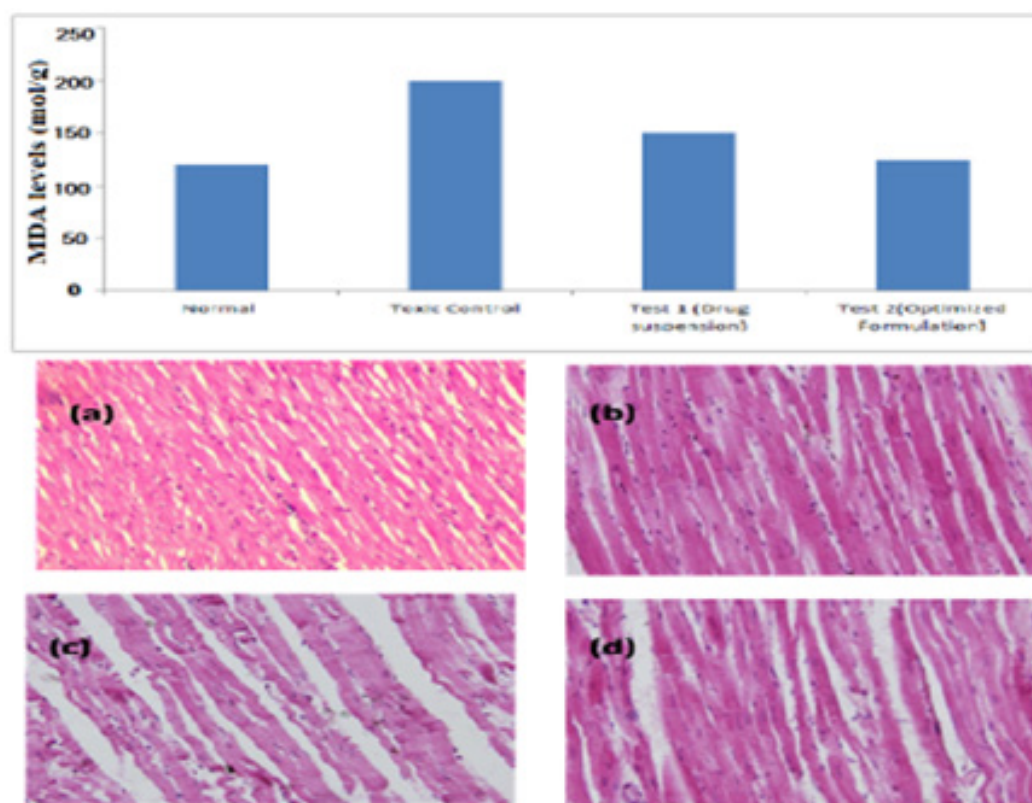 250
200
150
100
50
0
MDA levels (mol/g)
Normal
Toxic Control
Test 1 (Drug
suspension)
Test 2(Optimized
Formulation)
(a)
(b)
(c)
(d)